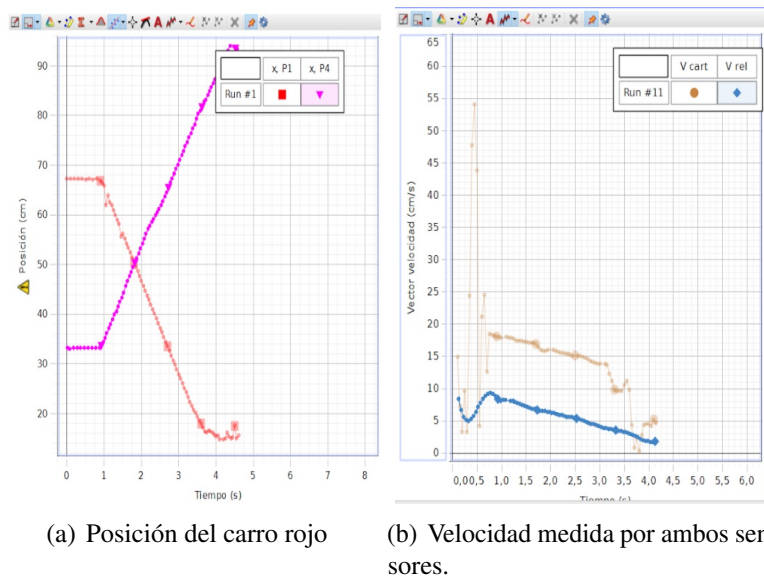 x, P1 x, P4
Run #1
Posición (cm)
90
80
70
60
50
40
30
20
0 1 2 3 4 5 6 7 8
Tiempo (s)
(a) Posición del carro rojo
V cart V rel
Run #11
Vector velocidad (cm/s)
65
60
55
50
45
40
35
30
25
20
15
10
5
0
0,0 0,5 1,0 1,5 2,0 2,5 3,0 3,5 4,0 4,5 5,0 5,5 6,0
Tiempo (s)
(b) Velocidad medida por ambos sen
sores.